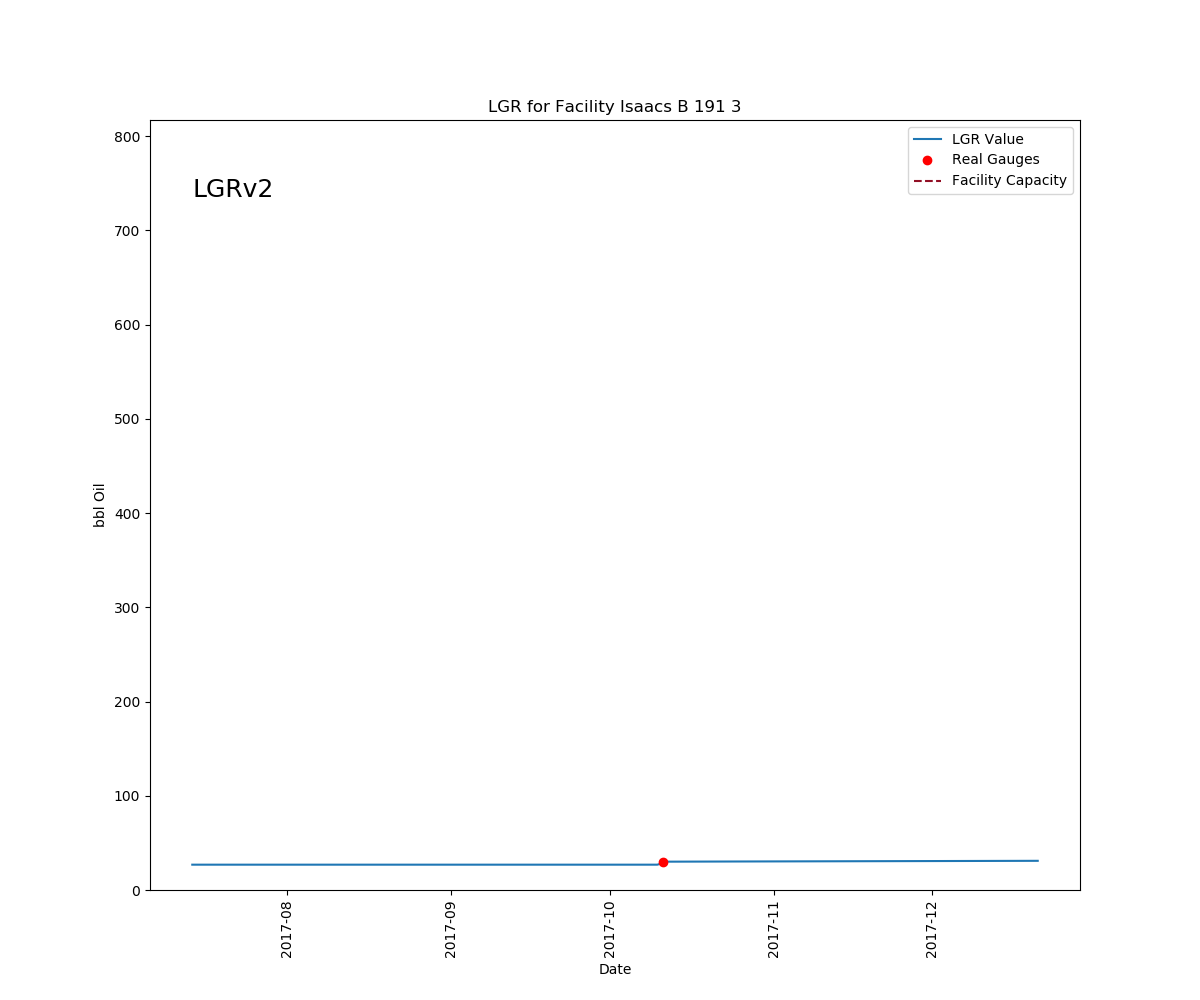 LGR for Facility Isaacs B 191 3
LGRv2
LGR Value
Real Gauges
Facility Capacity
800
700
600
500
400
300
200
100
0
bbl Oil
2017-08
2017-09
2017-10
2017-11
2017-12
Date